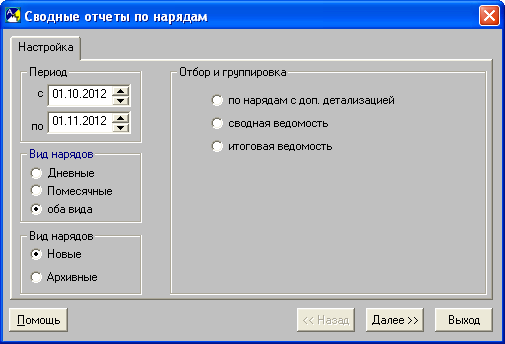 Сводные отчеты по нарядам
Настройка
Период
с 01.10.2012
по 01.11.2012
Вид нарядов
Дневные
Помесячные
оба вида
Вид нарядов
Новые
Архивные
Отбор и группировка
по нарядам с доп. детализацией
сводная ведомость
итоговая ведомость
Помощь
<< Назад
Далее >>
Выход